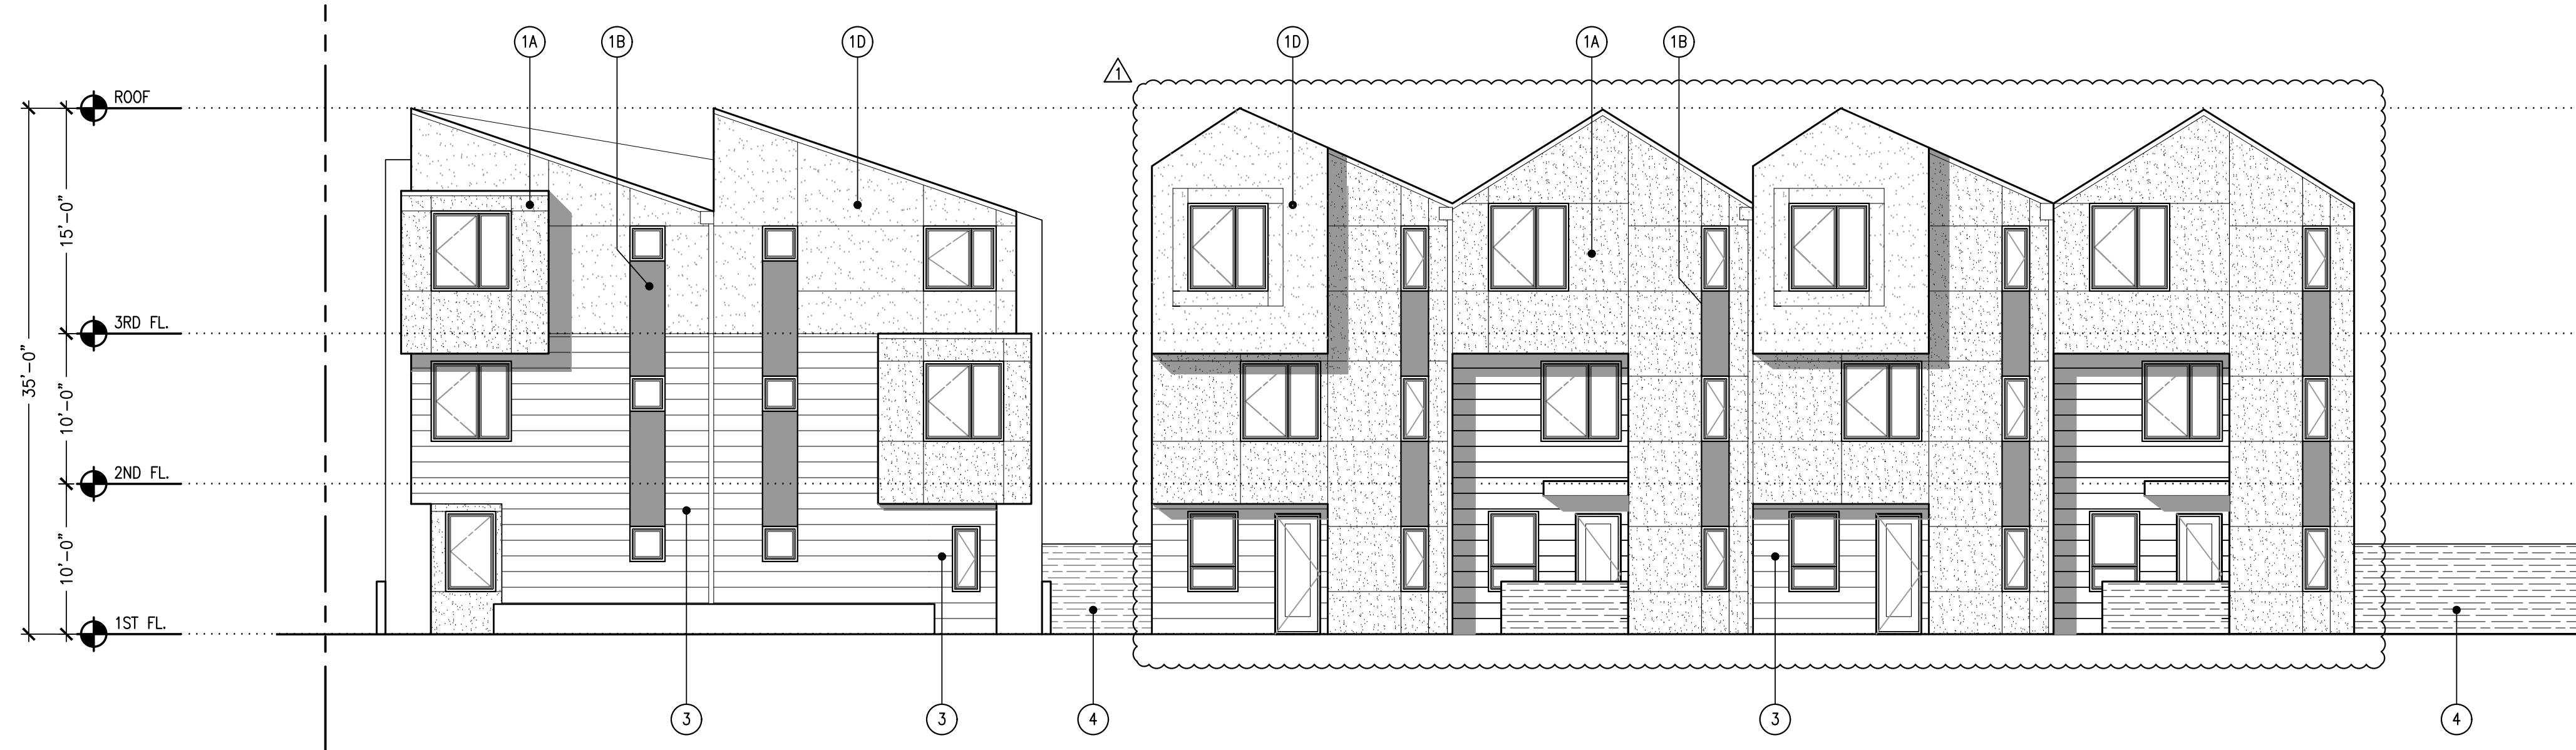 1A
1B
1D
1D
1A
1B
1
ROOF
15'-0"
3RD FL.
35'-0"
10'-0"
2ND FL.
10'-0"
1ST FL.
3
3
4
3
4